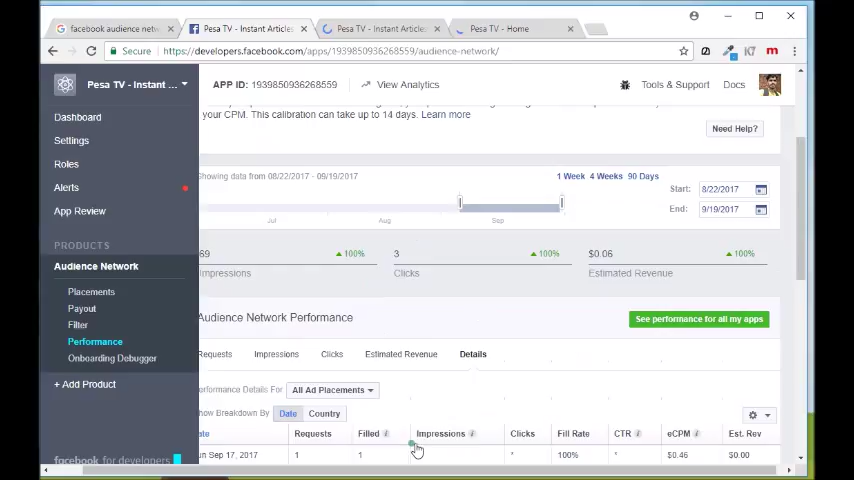 facebook audience netw
Pesa TV - Instant Articles
Pesa TV - Instant Articles
Pesa TV - Home
Secure
https://developers.facebook.com/apps/1939850936268559/audience-network/
Pesa TV - Instant ...
APP ID: 1939850936268559
View Analytics
Tools & Support
Docs
your CPM. This calibration can take up to 14 days. Learn more
Need Help?
Dashboard
Settings
Roles
Alerts
App Review
PRODUCTS
Audience Network
Placements
Payout
Filter
Performance
Onboarding Debugger
+ Add Product
facebook for developers
Showing data from 08/22/2017 - 09/19/2017
1 Week 4 Weeks 90 Days
Start: 8/22/2017
End: 9/19/2017
Jul Aug Sep
69 100% 3 100% $0.06 100%
Impressions Clicks Estimated Revenue
Audience Network Performance
See performance for all my apps
Requests Impressions Clicks Estimated Revenue Details
erformance Details For All Ad Placements
how Breakdown By Date Country
ate Requests Filled Impressions Clicks Fill Rate CTR eCPM Est. Rev
un Sep 17, 2017 1 1 * 100% * $0.46 $0.00